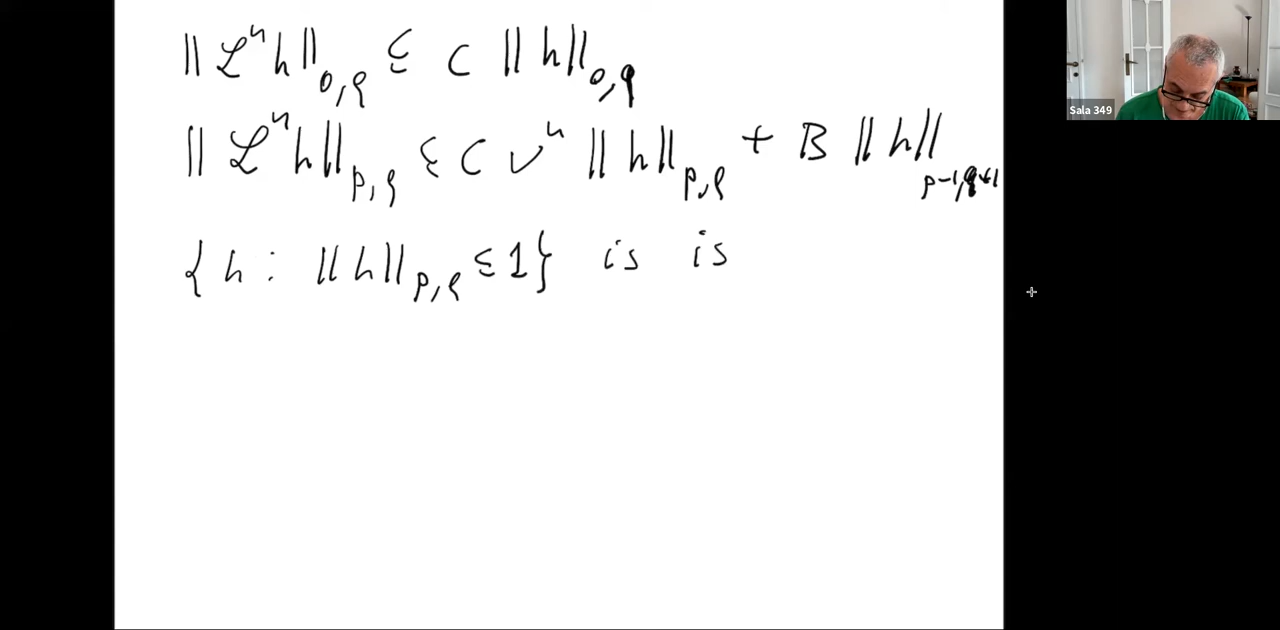 ‖ℒⁿh‖₀,q ≤ C ‖h‖₀,q
‖ℒⁿh‖p,q ≤ C νⁿ ‖h‖p,q + B ‖h‖p-1,q+1
{h : ‖h‖p,q ≤ 1} is is
Sala 349